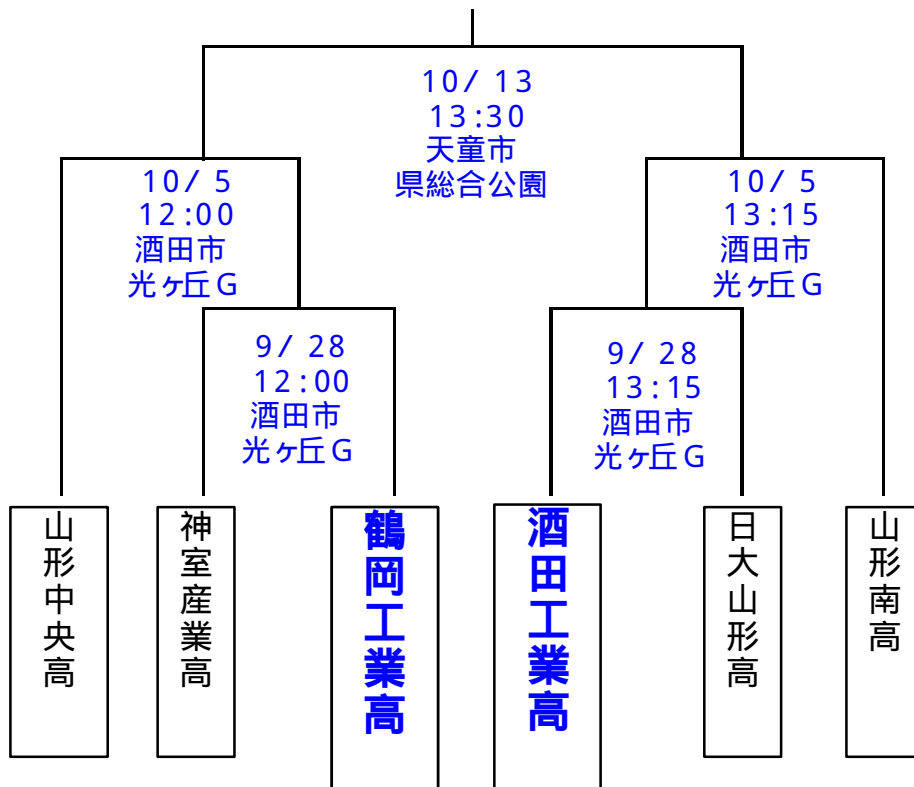 10/ 13
13:30
天童市
県総合公園
10/ 5
12:00
酒田市
光ヶ丘G
10/ 5
13:15
酒田市
光ヶ丘G
9/ 28
12:00
酒田市
光ヶ丘G
9/ 28
13:15
酒田市
光ヶ丘G
山形中央高
神室産業高
鶴岡工業高
酒田工業高
日大山形高
山形南高